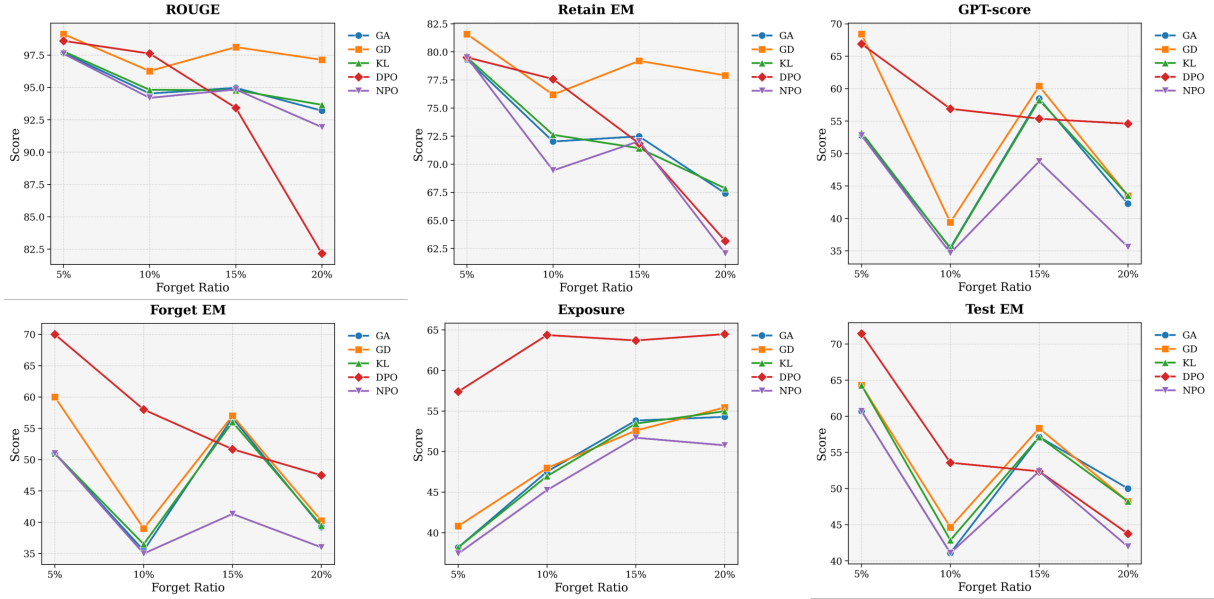 ROUGE
97.5
95.0
92.5
90.0
87.5
85.0
82.5
Score
5% 10% 15% 20%
Forget Ratio
GA
GD
KL
DPO
NPO
Retain EM
82.5
80.0
77.5
75.0
72.5
70.0
67.5
65.0
62.5
Score
5% 10% 15% 20%
Forget Ratio
GA
GD
KL
DPO
NPO
GPT-score
70
65
60
55
50
45
40
35
Score
5% 10% 15% 20%
Forget Ratio
GA
GD
KL
DPO
NPO
Forget EM
70
65
60
55
50
45
40
35
Score
5% 10% 15% 20%
Forget Ratio
GA
GD
KL
DPO
NPO
Exposure
65
60
55
50
45
40
Score
5% 10% 15% 20%
Forget Ratio
GA
GD
KL
DPO
NPO
Test EM
70
65
60
55
50
45
40
Score
5% 10% 15% 20%
Forget Ratio
GA
GD
KL
DPO
NPO